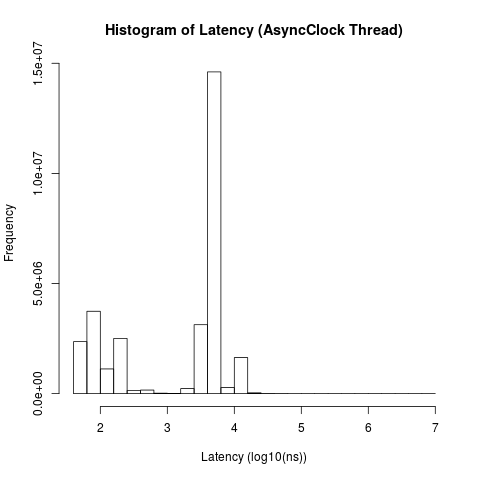 Histogram of Latency (AsyncClock Thread)
1.5e+07
1.0e+07
5.0e+06
0.0e+00
Frequency
2 3 4 5 6 7
Latency (log10(ns))